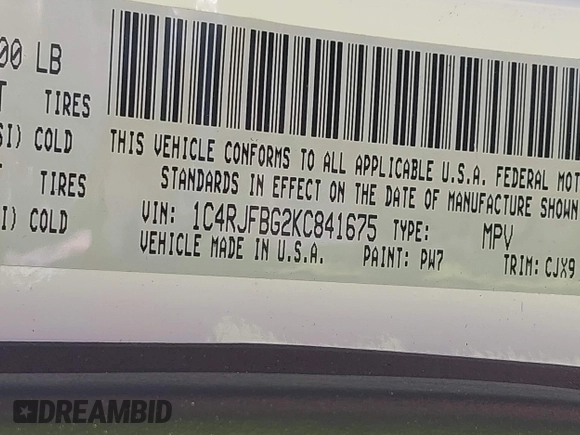 00 LB
TIRES
SI) COLD
TIRES
I) COLD
THIS VEHICLE CONFORMS TO ALL APPLICABLE U.S.A. FEDERAL MOT
STANDARDS IN EFFECT ON THE DATE OF MANUFACTURE SHOWN
VIN: 1C4RJFBG2KC841675 TYPE: MPV
VEHICLE MADE IN U.S.A. PAINT: PW7 TRIM: CJX9
DREAMBID